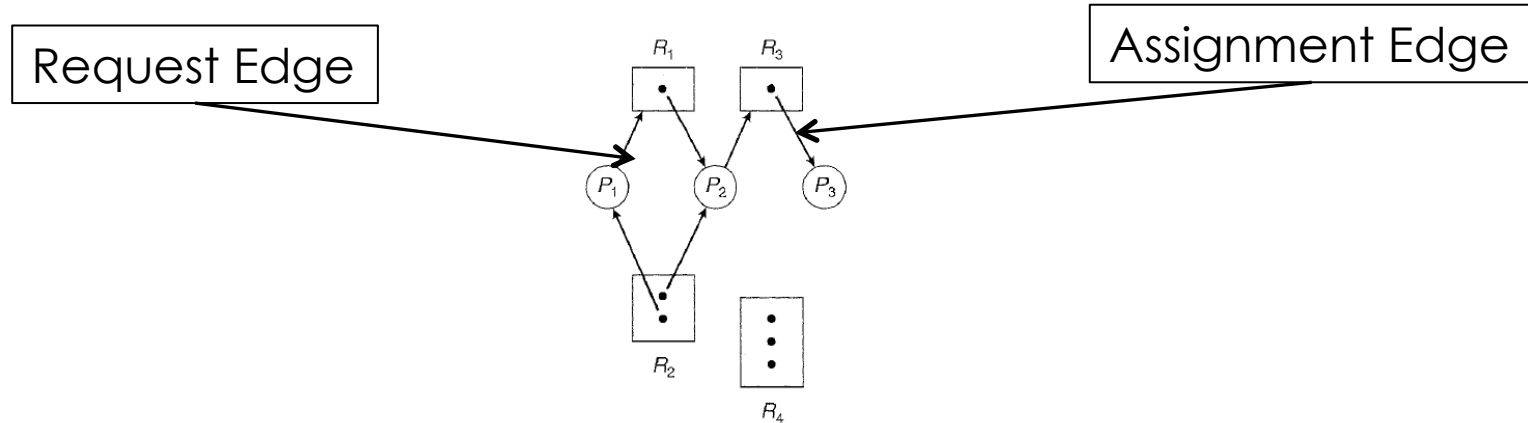 Request Edge
Assignment Edge
R₁
R₃
P₁
P₂
P₃
R₂
R₄